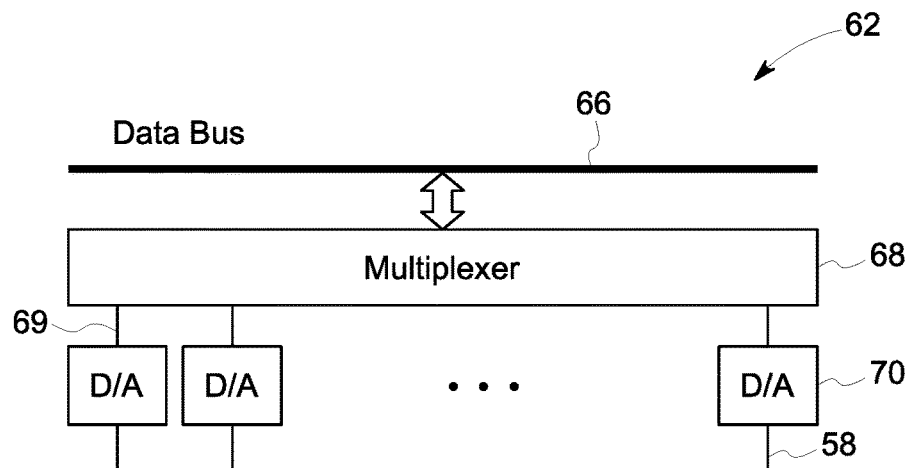 62
66
Data Bus
Multiplexer
68
69
D/A D/A • • • D/A
70
58